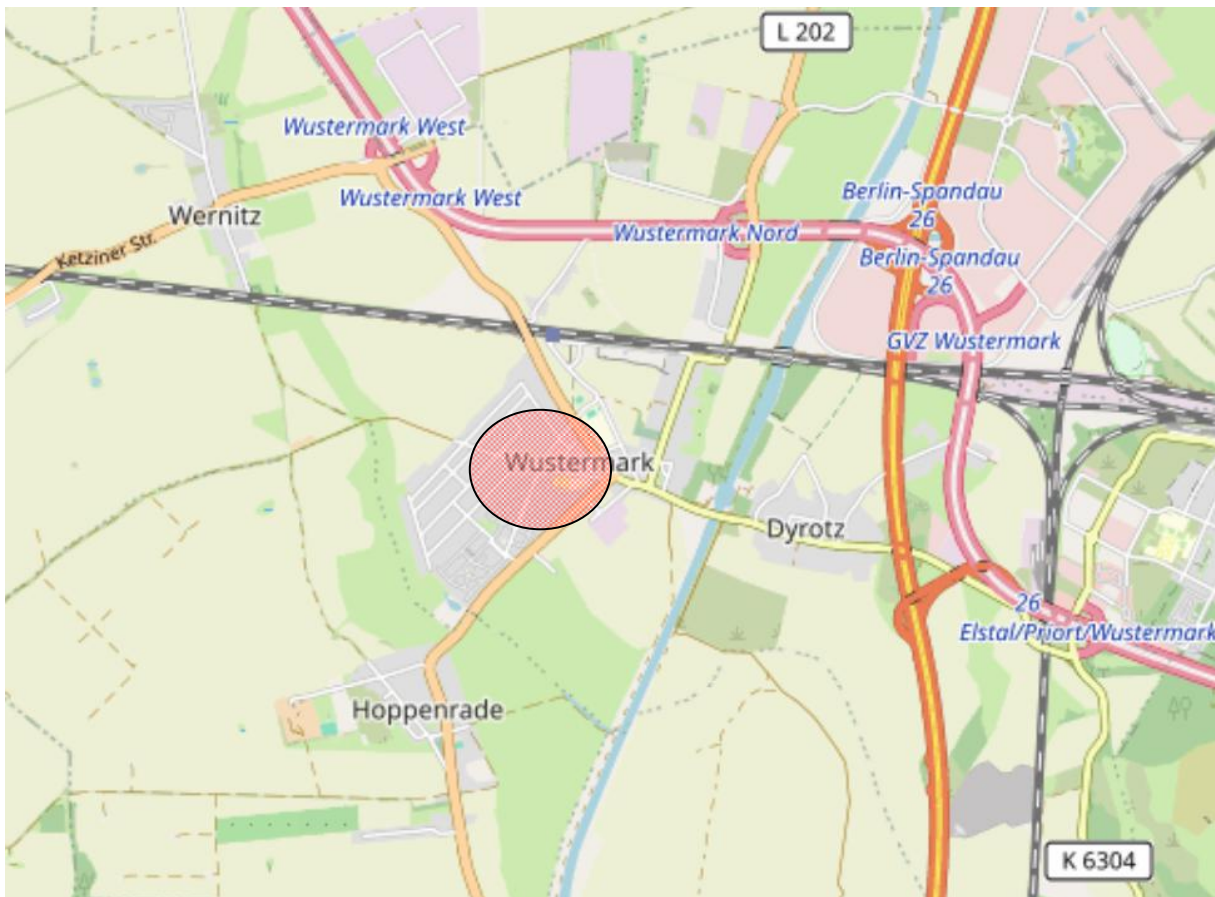 L 202
Wustermark West
Wustermark West
Berlin-Spandau
26
Wernitz
Wustermark Nord
Ketziner Str.
Berlin-Spandau
26
GVZ Wustermark
Wustermark
Dyrotz
26
Elstal/Priort/Wustermark
Hoppenrade
K 6304